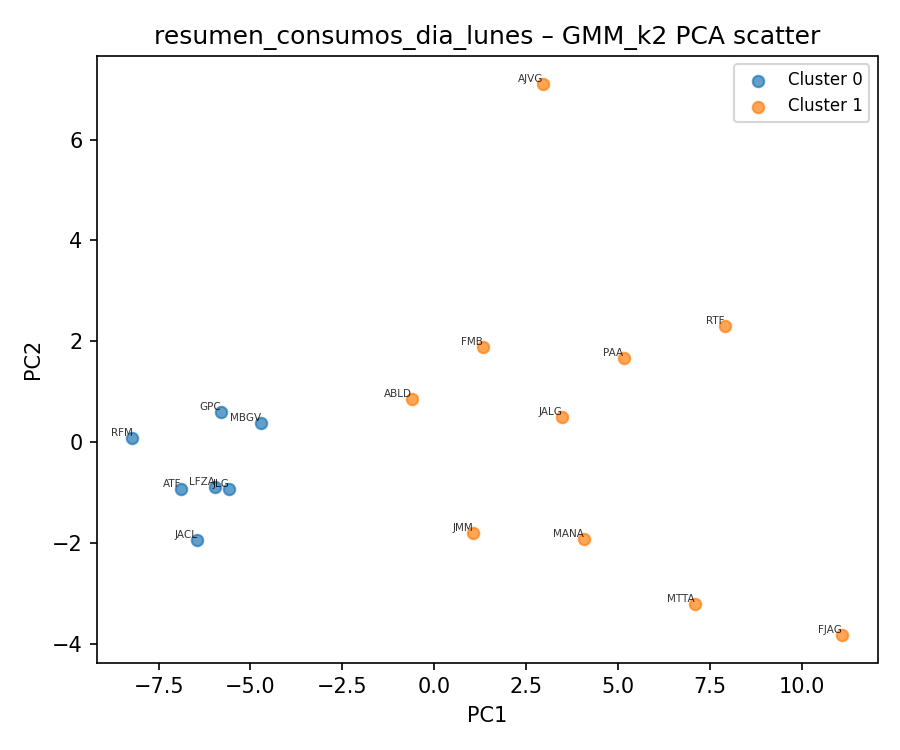 resumen_consumos_dia_lunes – GMM_k2 PCA scatter
Cluster 0
Cluster 1
AJVG
RTF
FMB
PAA
ABLD
JALG
GPC
MBGV
RFM
ATF
LFZA
JLG
JACL
JMM
MANA
MTTA
FJAG
6
4
2
0
−2
−4
PC2
−7.5
−5.0
−2.5
0.0
2.5
5.0
7.5
10.0
PC1